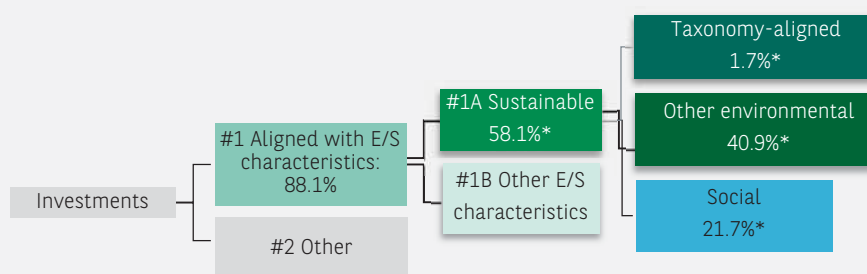 Investments
#1 Aligned with E/S
characteristics:
88.1%
#2 Other
#1A Sustainable
58.1%*
#1B Other E/S
characteristics
Taxonomy-aligned
1.7%*
Other environmental
40.9%*
Social
21.7%*